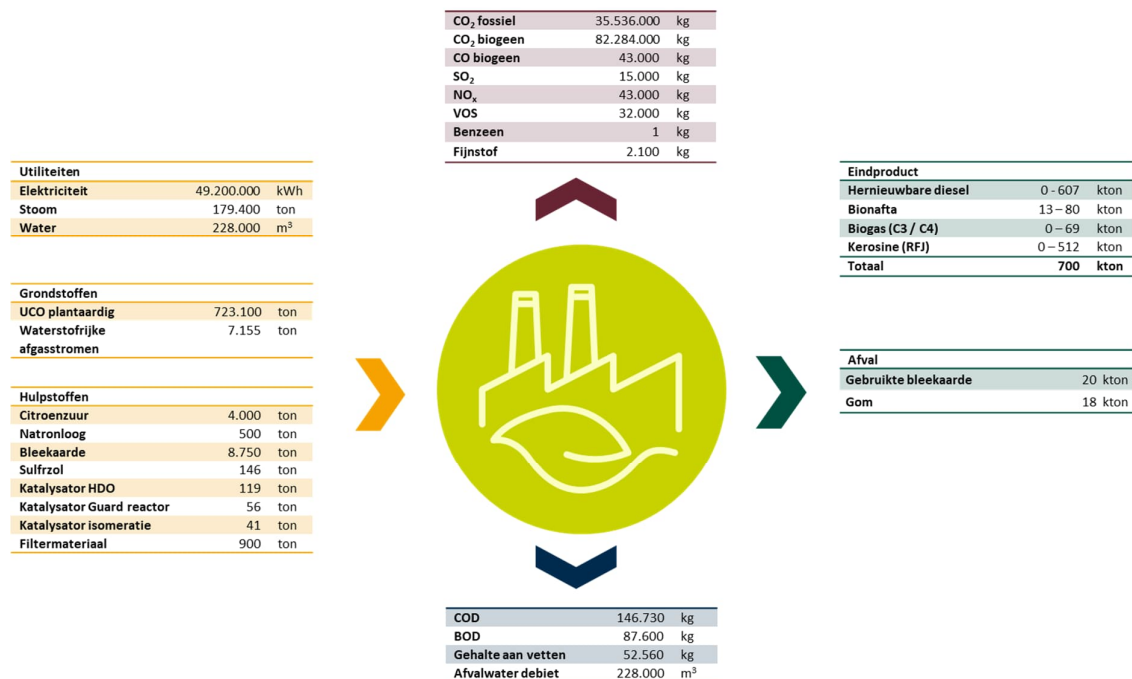 CO₂ fossiel 35.536.000 kg
CO₂ biogeen 82.284.000 kg
CO biogeen 43.000 kg
SO₂ 15.000 kg
NOₓ 43.000 kg
VOS 32.000 kg
Benzeen 1 kg
Fijnstof 2.100 kg
Utiliteiten
Elektriciteit 49.200.000 kWh
Stoom 179.400 ton
Water 228.000 m³
Grondstoffen
UCO plantaardig 723.100 ton
Waterstofrijke 7.155 ton
afgasstromen
Hulpstoffen
Citroenzuur 4.000 ton
Natronloog 500 ton
Bleekaarde 8.750 ton
Sulfrzol 146 ton
Katalysator HDO 119 ton
Katalysator Guard reactor 56 ton
Katalysator isomeratie 41 ton
Filtermateriaal 900 ton
Eindproduct
Hernieuwbare diesel 0 - 607 kton
Bionafta 13 – 80 kton
Biogas (C3 / C4) 0 – 69 kton
Kerosine (RFJ) 0 – 512 kton
Totaal 700 kton
Afval
Gebruikte bleekaarde 20 kton
Gom 18 kton
COD 146.730 kg
BOD 87.600 kg
Gehalte aan vetten 52.560 kg
Afvalwater debiet 228.000 m³